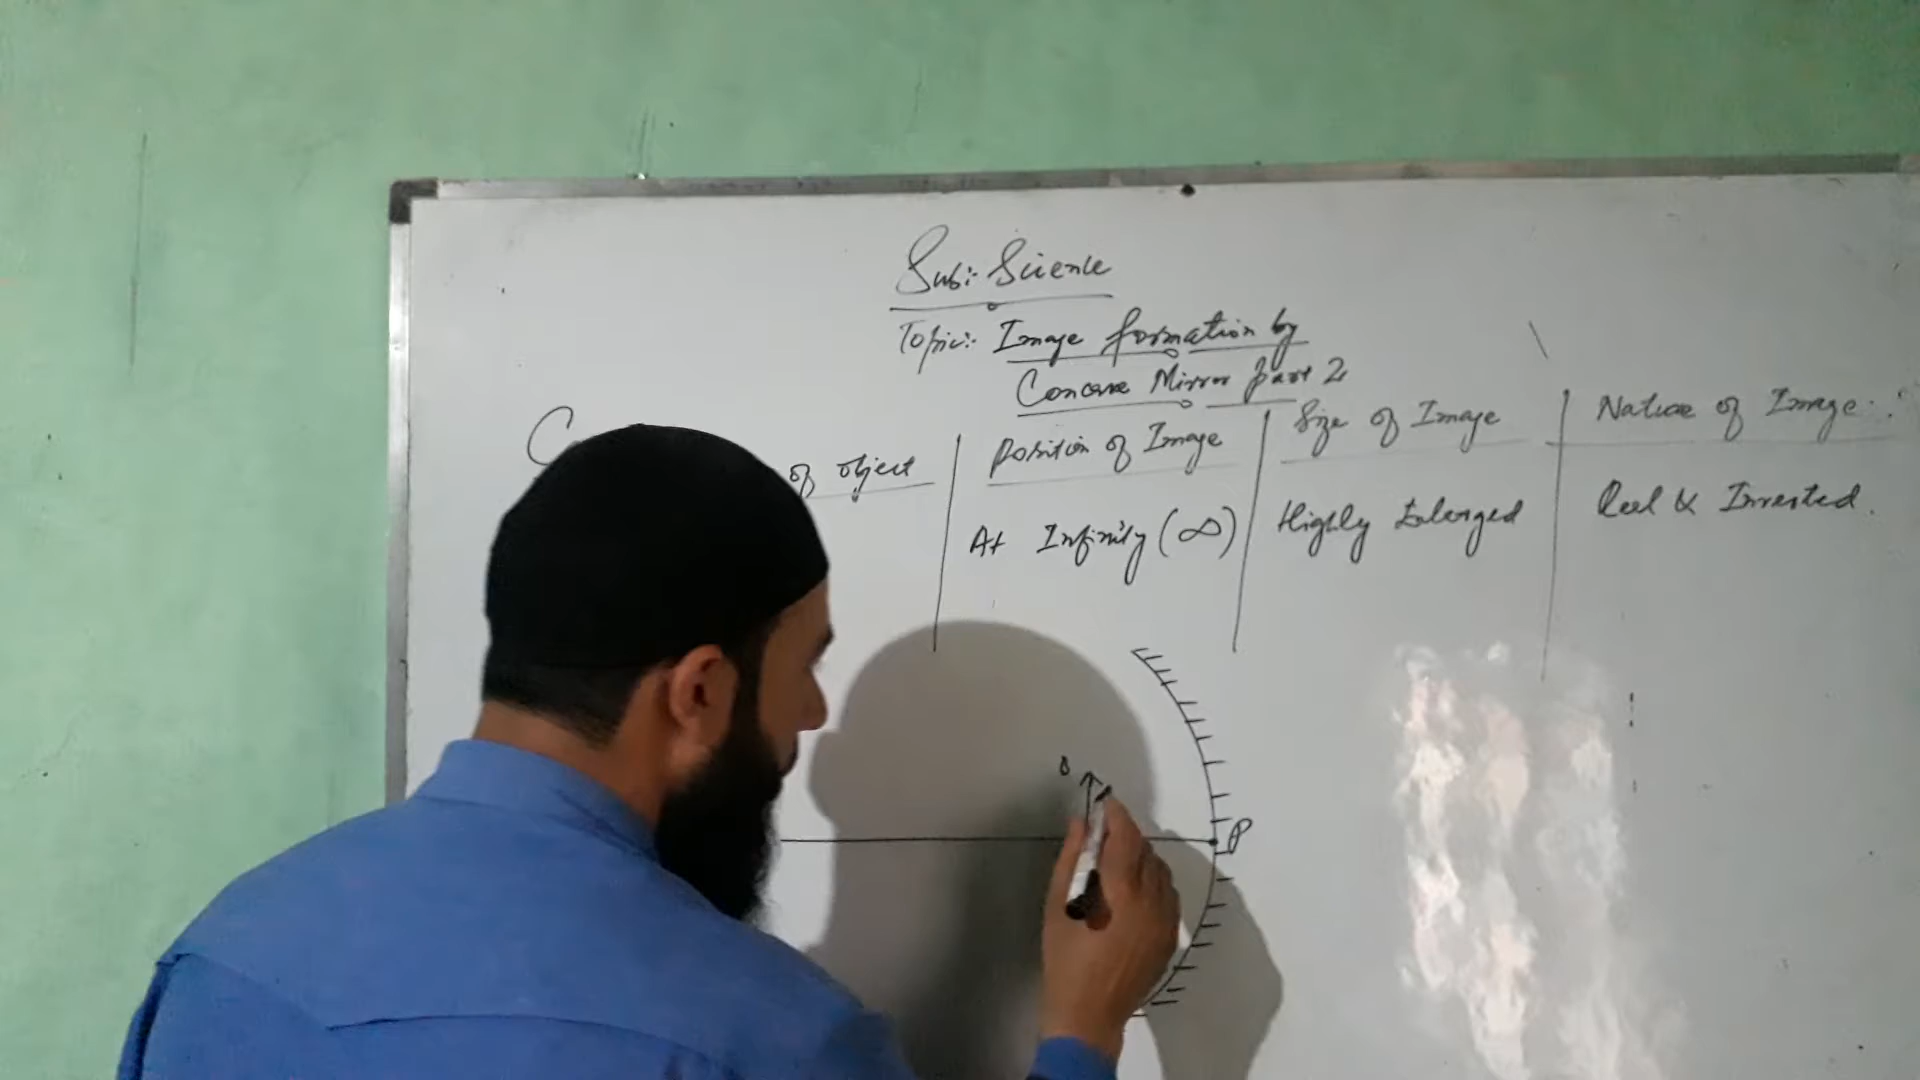 Sub:- Science
Topic:- Image formation by
Concave Mirror part 2
of object | Position of Image | Size of Image | Nature of Image:
At Infinity (∞) | Highly Enlarged | Real & Inverted.
O
P